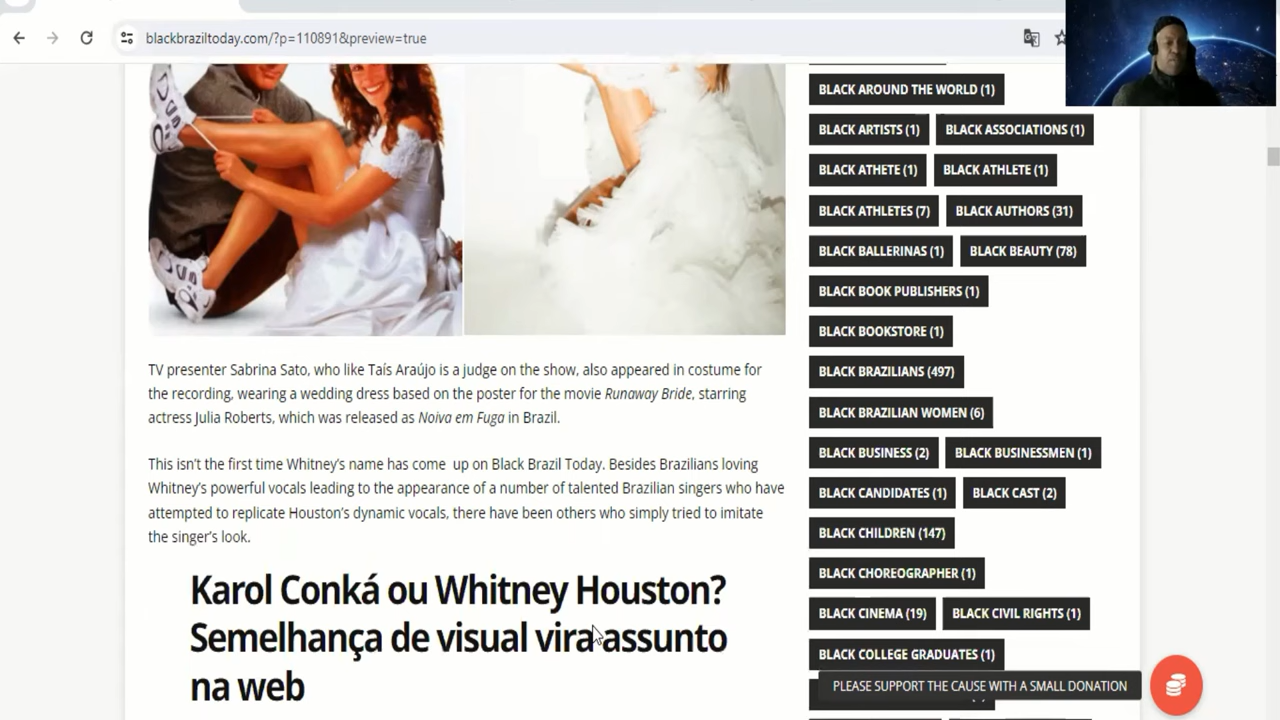 blackbraziltoday.com/?p=110891&preview=true
TV presenter Sabrina Sato, who like Taís Araújo is a judge on the show, also appeared in costume for
the recording, wearing a wedding dress based on the poster for the movie Runaway Bride, starring
actress Julia Roberts, which was released as Noiva em Fuga in Brazil.
This isn't the first time Whitney's name has come up on Black Brazil Today. Besides Brazilians loving
Whitney's powerful vocals leading to the appearance of a number of talented Brazilian singers who have
attempted to replicate Houston's dynamic vocals, there have been others who simply tried to imitate
the singer's look.
Karol Conká ou Whitney Houston?
Semelhança de visual vira assunto
na web
BLACK AROUND THE WORLD (1)
BLACK ARTISTS (1) BLACK ASSOCIATIONS (1)
BLACK ATHETE (1) BLACK ATHLETE (1)
BLACK ATHLETES (7) BLACK AUTHORS (31)
BLACK BALLERINAS (1) BLACK BEAUTY (78)
BLACK BOOK PUBLISHERS (1)
BLACK BOOKSTORE (1)
BLACK BRAZILIANS (497)
BLACK BRAZILIAN WOMEN (6)
BLACK BUSINESS (2) BLACK BUSINESSMEN (1)
BLACK CANDIDATES (1) BLACK CAST (2)
BLACK CHILDREN (147)
BLACK CHOREOGRAPHER (1)
BLACK CINEMA (19) BLACK CIVIL RIGHTS (1)
BLACK COLLEGE GRADUATES (1)
PLEASE SUPPORT THE CAUSE WITH A SMALL DONATION